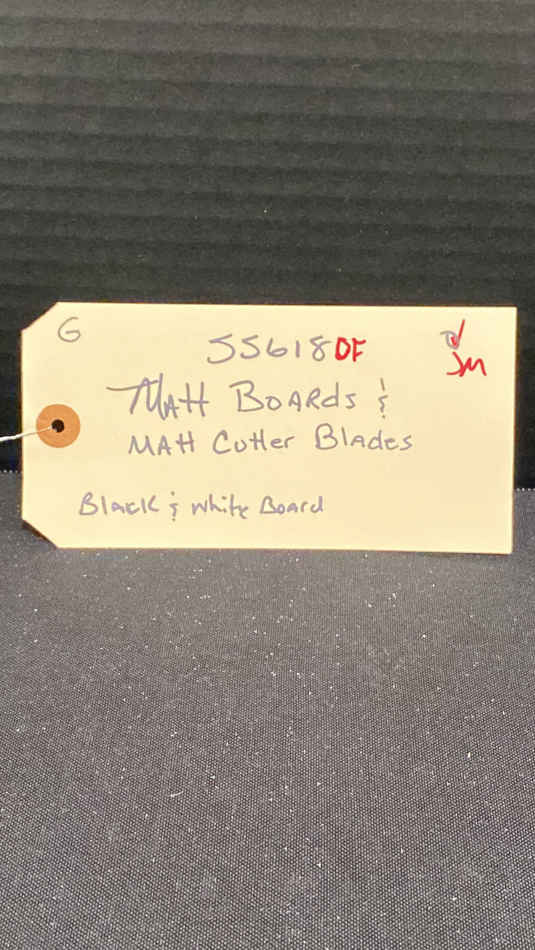 G
55618DF
JM
Matt Boards &
Matt Cutter Blades
Black & White Board